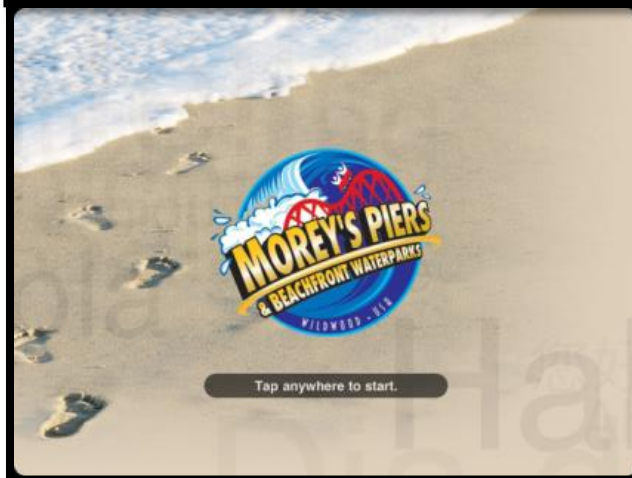 MOREY'S PIERS
& BEACHFRONT WATERPARKS
WILDWOOD - USA
Tap anywhere to start.